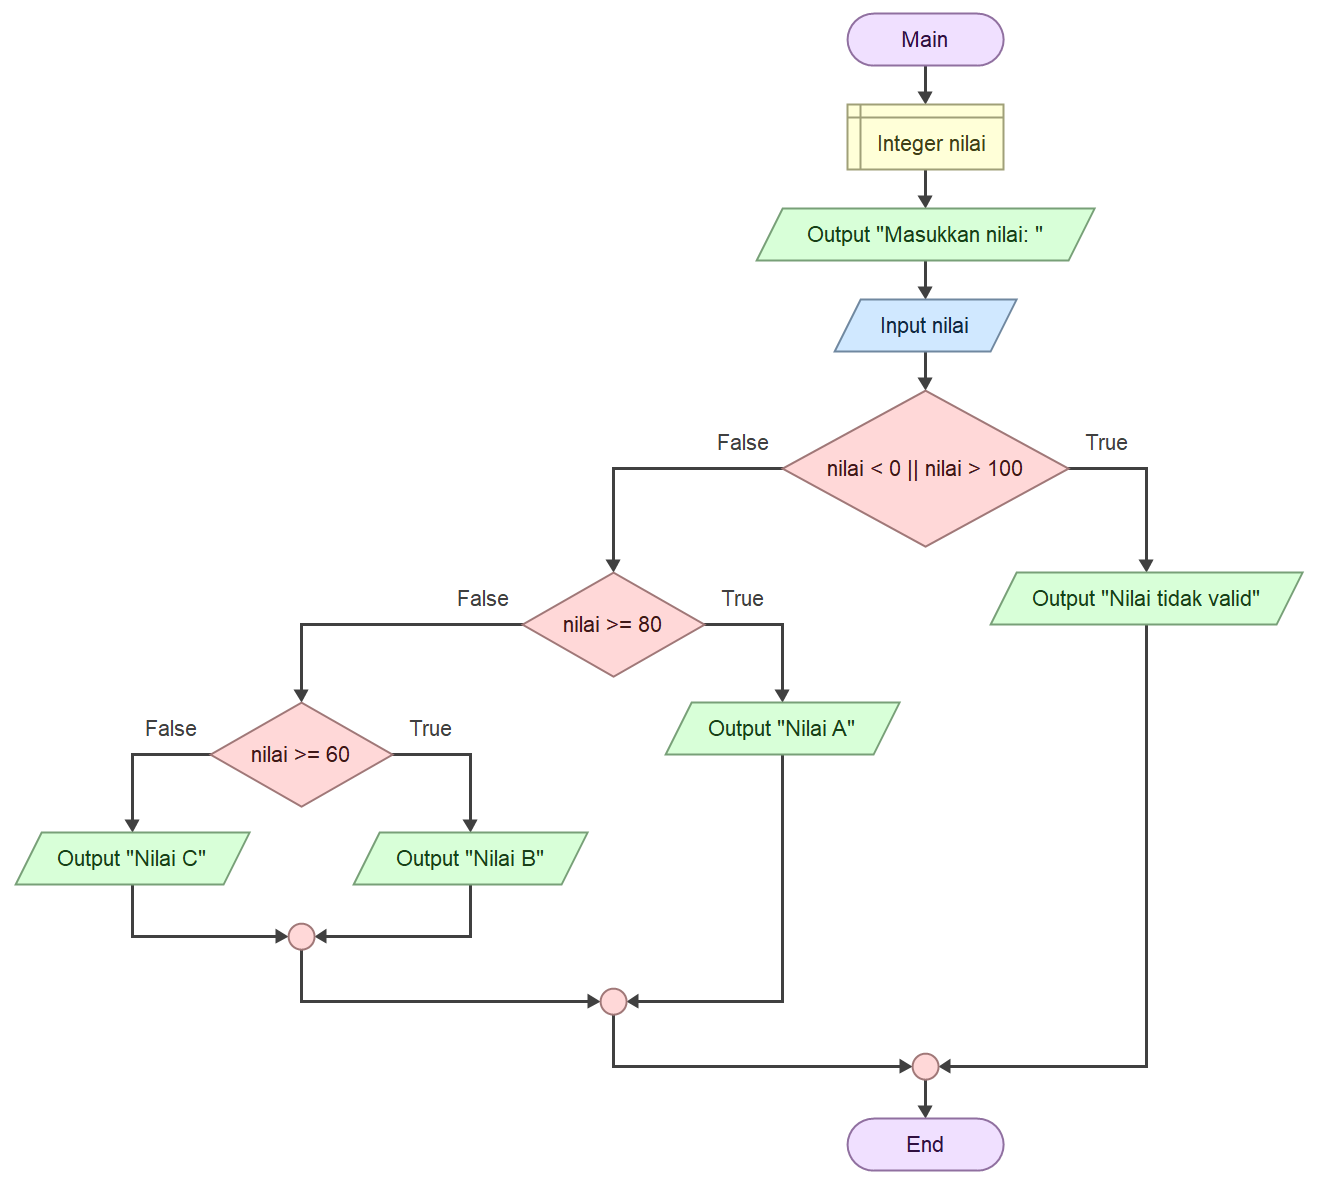 Main
Integer nilai
Output "Masukkan nilai: "
Input nilai
False
True
nilai < 0 || nilai > 100
False
True
Output "Nilai tidak valid"
nilai >= 80
False
True
Output "Nilai A"
nilai >= 60
Output "Nilai C"
Output "Nilai B"
End